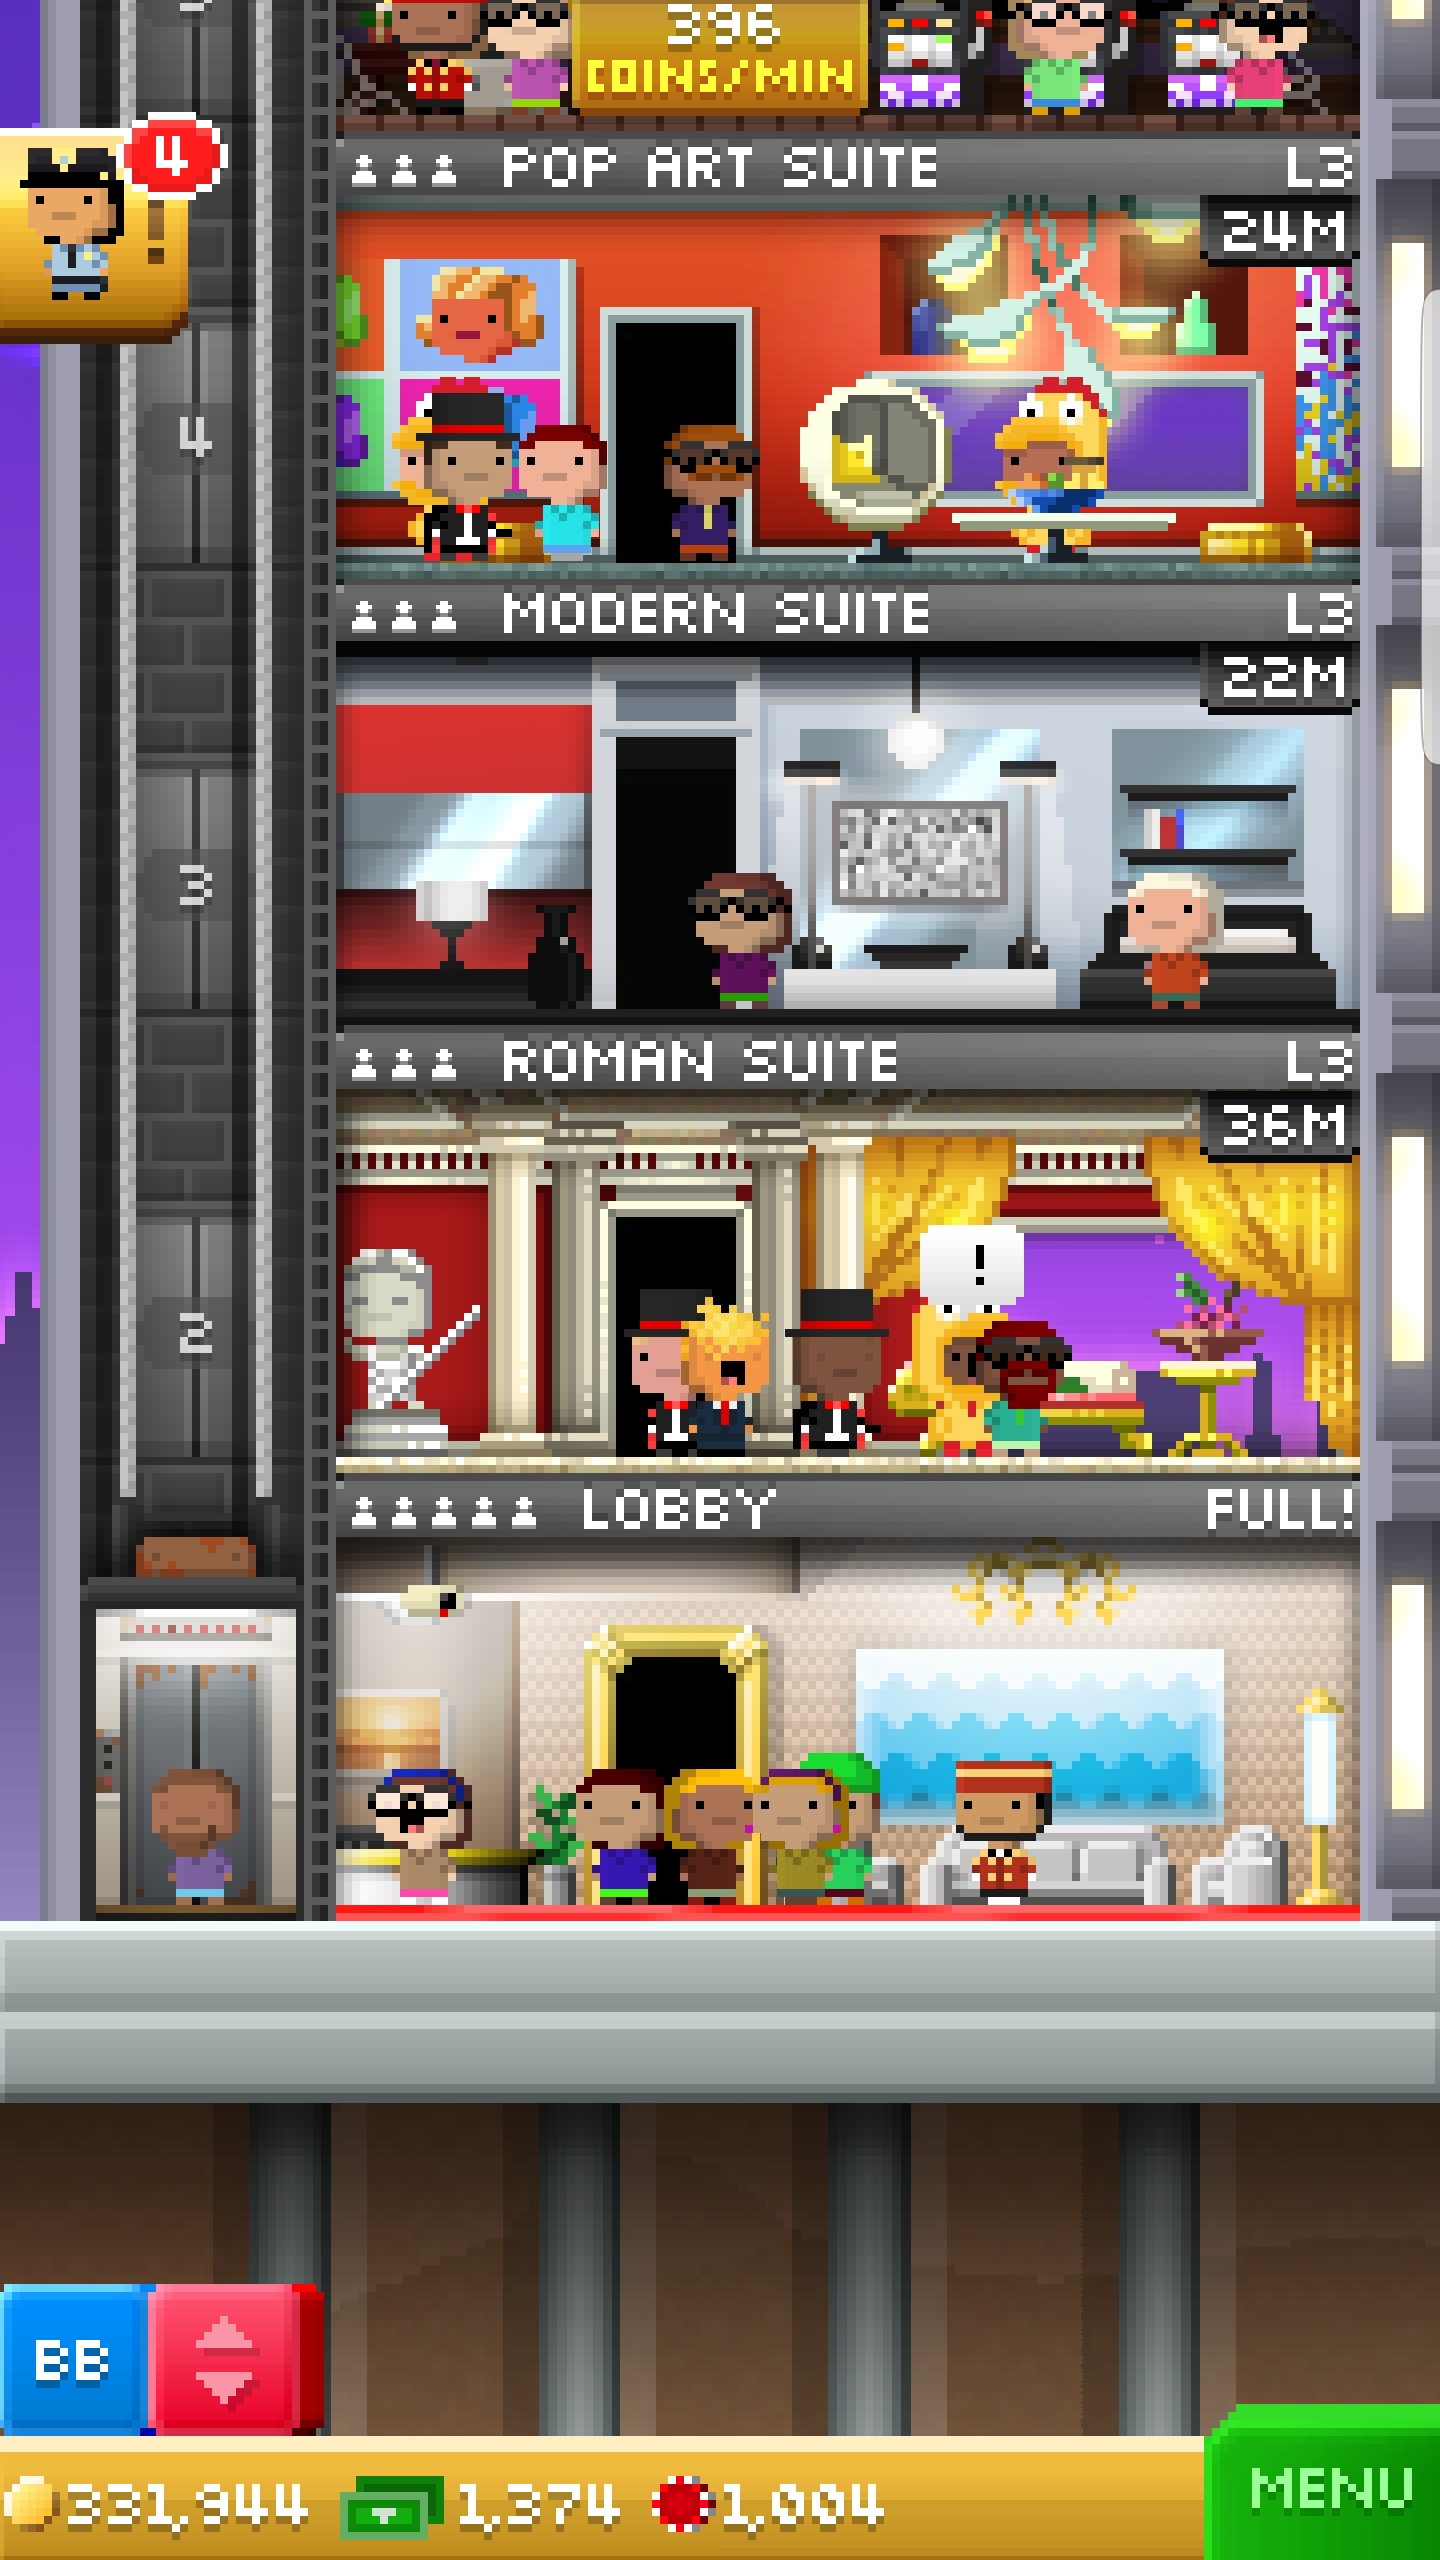 396
COINS/MIN
4
!
POP ART SUITE L3
24M
4
MODERN SUITE L3
22M
3
ROMAN SUITE L3
36M
!
2
LOBBY FULL!
BB
MENU
331,944 1,374 1,004